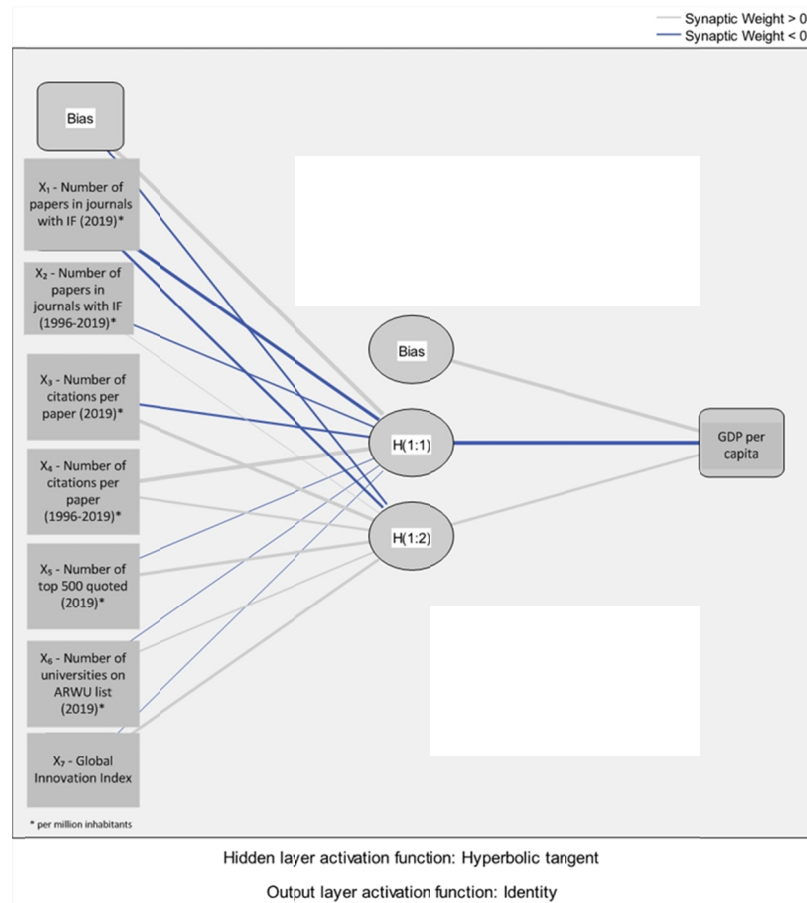 Synaptic Weight > 0
Synaptic Weight < 0
Bias
X₁ - Number of
papers in journals
with IF (2019)*
X₂ - Number of
papers in
journals with IF
(1996-2019)*
X₃ - Number of
citations per
paper (2019)*
X₄ - Number of
citations per
paper
(1996-2019)*
X₅ - Number of
top 500 quoted
(2019)*
X₆ - Number of
universities on
ARWU list
(2019)*
X₇ - Global
Innovation Index
* per million inhabitants
Bias
H(1:1)
H(1:2)
GDP per
capita
Hidden layer activation function: Hyperbolic tangent
Output layer activation function: Identity